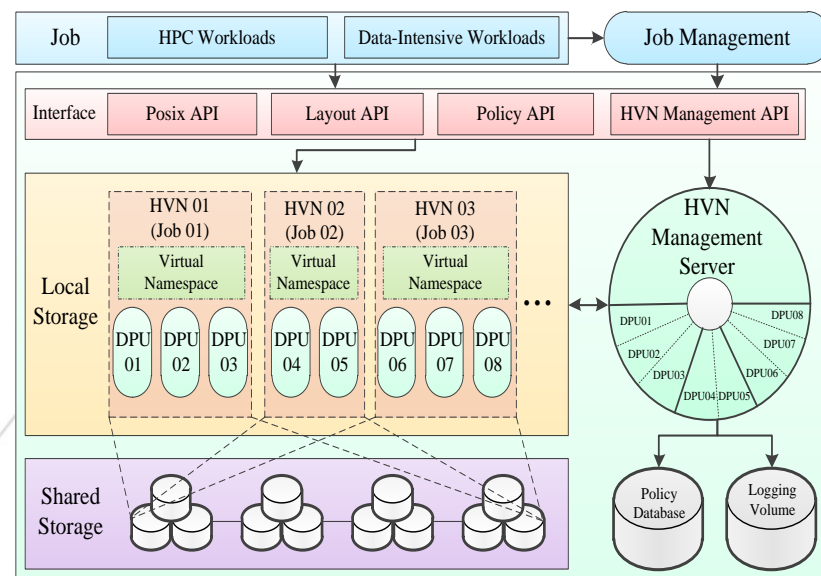 Job
HPC Workloads
Data-Intensive Workloads
Job Management
Interface
Posix API
Layout API
Policy API
HVN Management API
Local
Storage
HVN 01
(Job 01)
Virtual
Namespace
DPU
01
DPU
02
DPU
03
HVN 02
(Job 02)
Virtual
Namespace
DPU
04
DPU
05
HVN 03
(Job 03)
Virtual
Namespace
DPU
06
DPU
07
DPU
08
...
HVN
Management
Server
DPU01
DPU02
DPU03
DPU04
DPU05
DPU06
DPU07
DPU08
Shared
Storage
Policy
Database
Logging
Volume